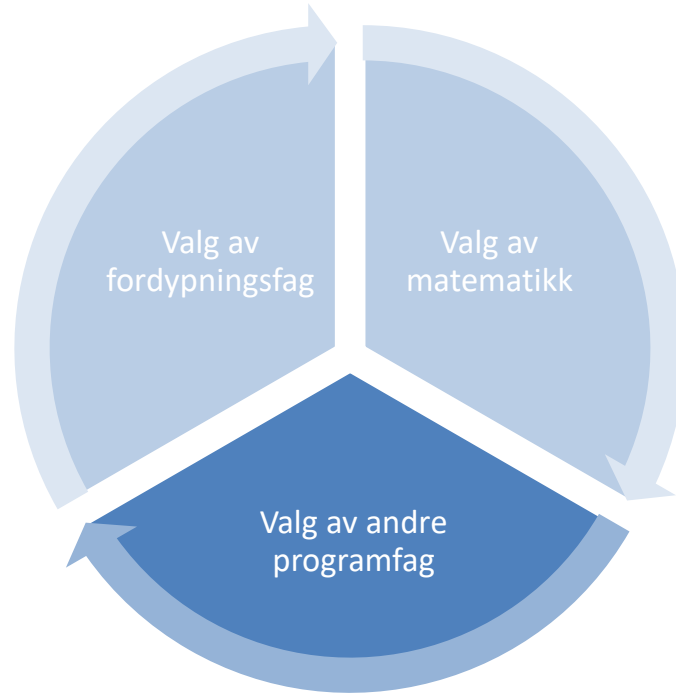 Valg av
fordypningsfag
Valg av
matematikk
Valg av andre
programfag